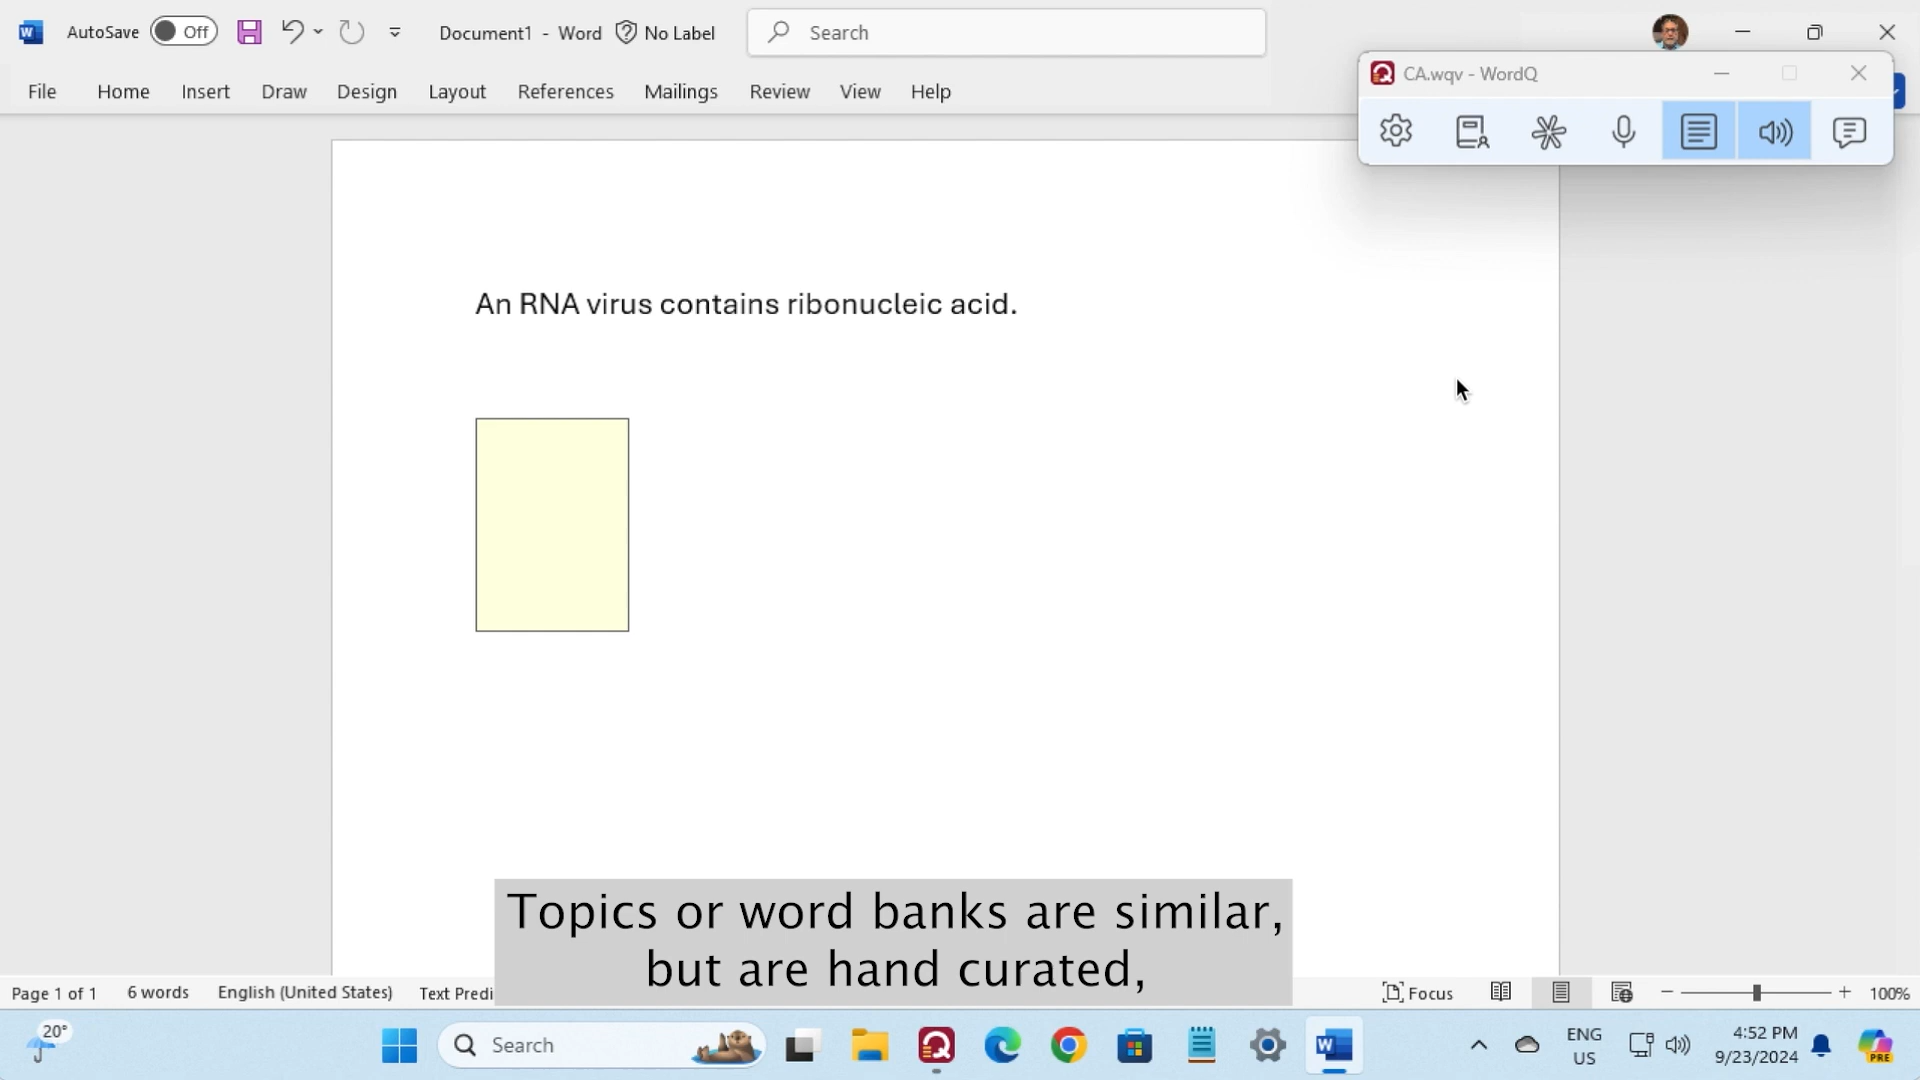 AutoSave Off Document1 - Word No Label Search
CA.wqv - WordQ
File Home Insert Draw Design Layout References Mailings Review View Help
An RNA virus contains ribonucleic acid.
Topics or word banks are similar,
but are hand curated,
Page 1 of 1 6 words English (United States) Text Predi Focus 100%
20° Search ENG 4:52 PM
US 9/23/2024 PRE